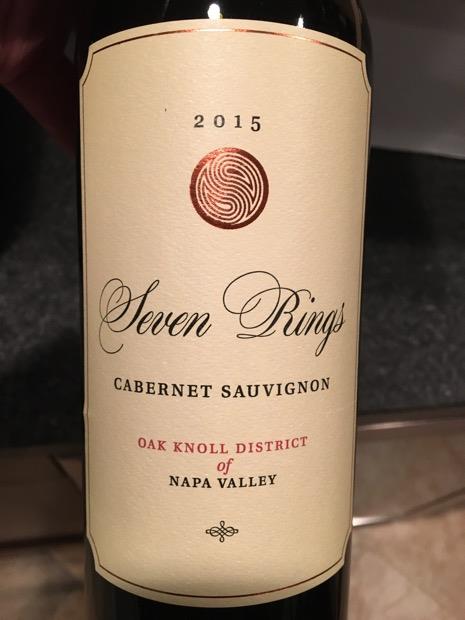 2015
Seven Rings
CABERNET SAUVIGNON
OAK KNOLL DISTRICT
of
NAPA VALLEY